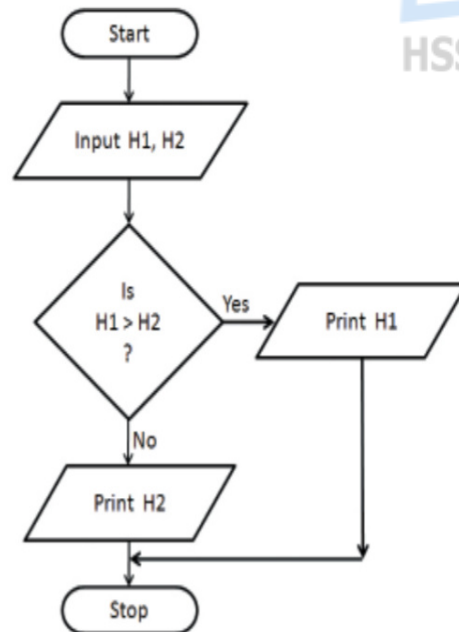 Start
HSS
Input H1, H2
Is
H1 > H2
?
Yes
Print H1
No
Print H2
Stop